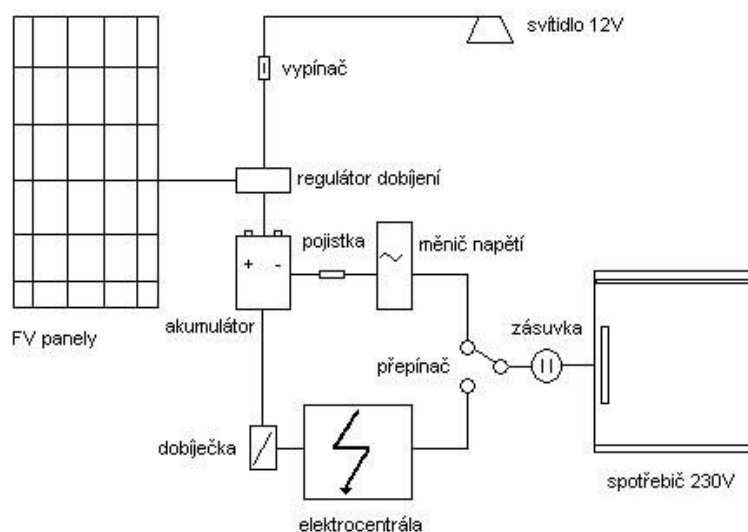 svítidlo 12V
vypínač
regulátor dobíjení
pojistka
měnič napětí
+ -
akumulátor
FV panely
zásuvka
přepínač
dobíječka
spotřebič 230V
elektrocentrála